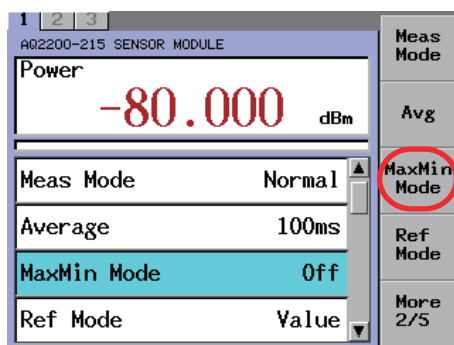 1 2 3
AQ2200-215 SENSOR MODULE
Power
-80.000 dBm
Meas Mode Normal
Average 100ms
MaxMin Mode Off
Ref Mode Value
Meas
Mode
Avg
MaxMin
Mode
Ref
Mode
More
2/5